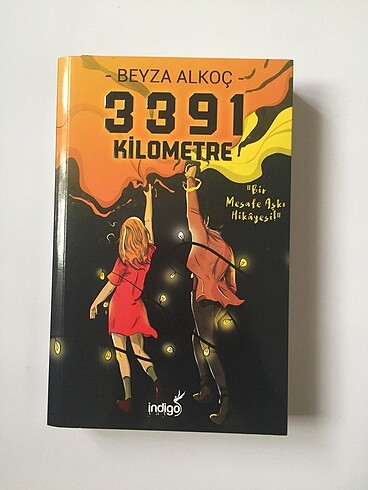 - BEYZA ALKOÇ -
3391
KİLOMETRE
"Bir
Mesafe Aşkı
Hikâyesi!"
indigo